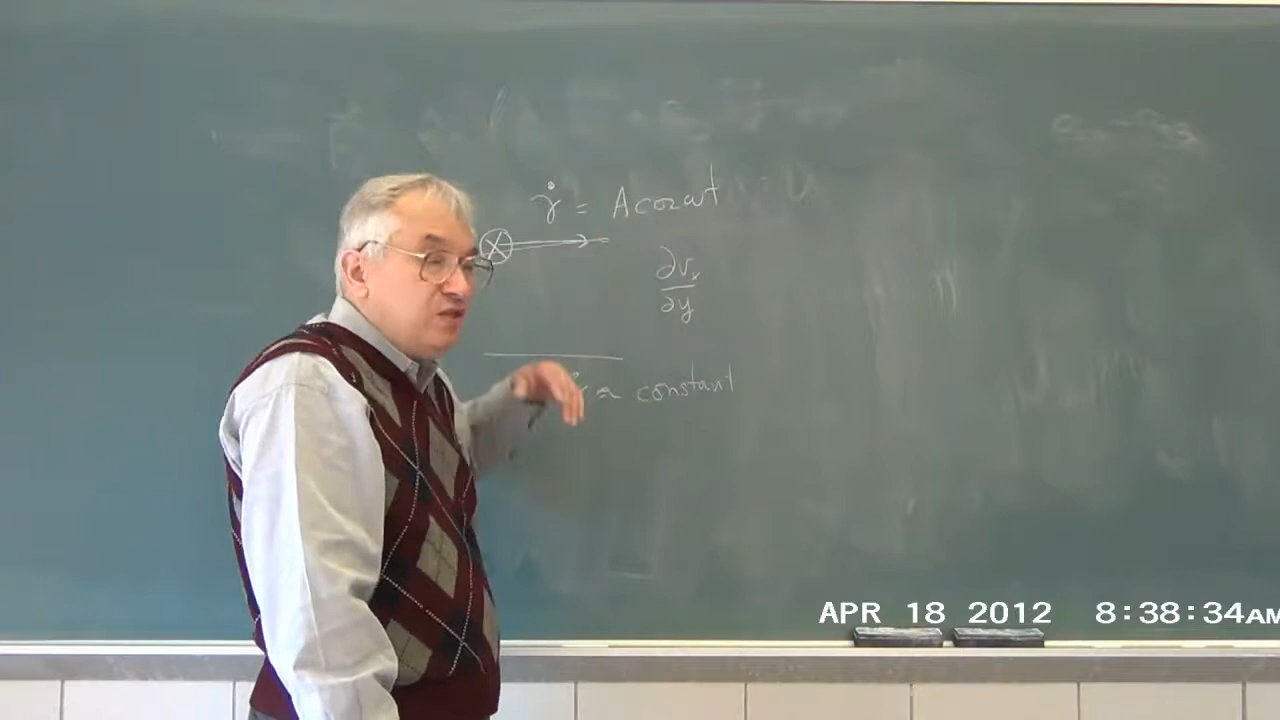 γ̇ = A cos ωt
∂vₓ
∂y
γ̇ ≈ constant
APR 18 2012 8:38:34AM